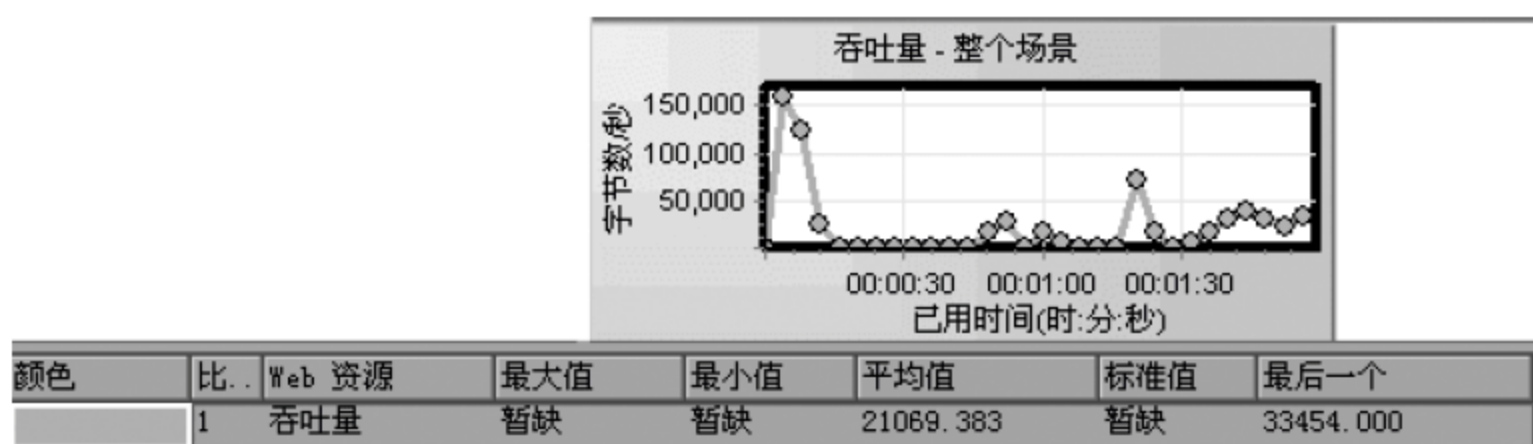 吞吐量 - 整个场景
字节数/秒
150,000
100,000
50,000
00:00:30 00:01:00 00:01:30
已用时间(时:分:秒)
颜色 比.. Web 资源 最大值 最小值 平均值 标准值 最后一个
1 吞吐量 暂缺 暂缺 21069.383 暂缺 33454.000